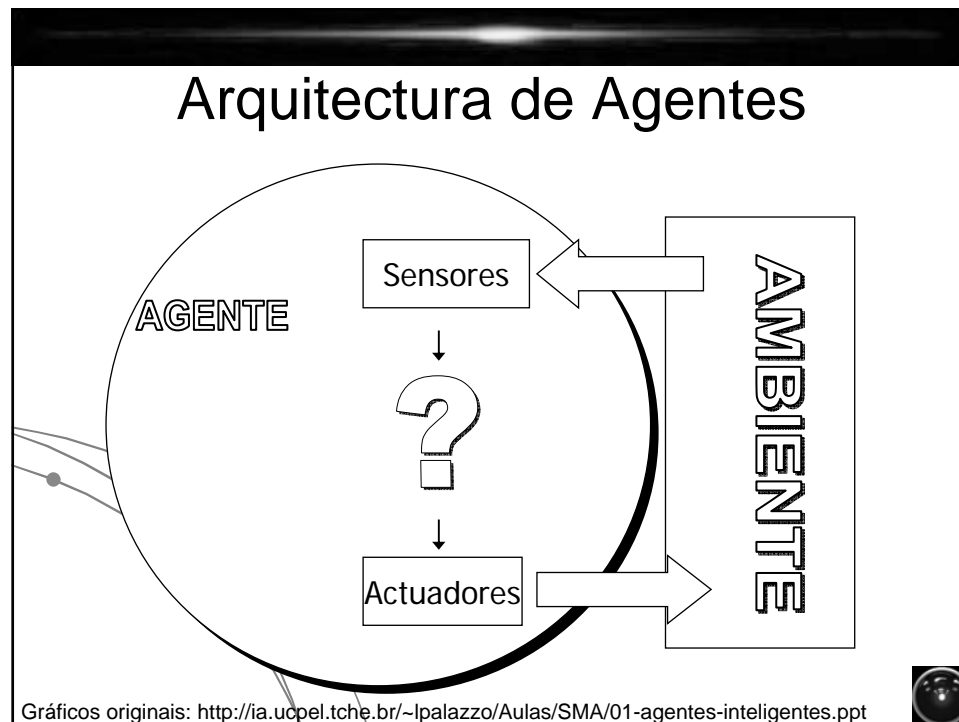 Arquitectura de Agentes
Sensores
AGENTE
?
Actuadores
AMBIENTE
Gráficos originais: http://ia.ucpel.tche.br/~lpalazzo/Aulas/SMA/01-agentes-inteligentes.ppt